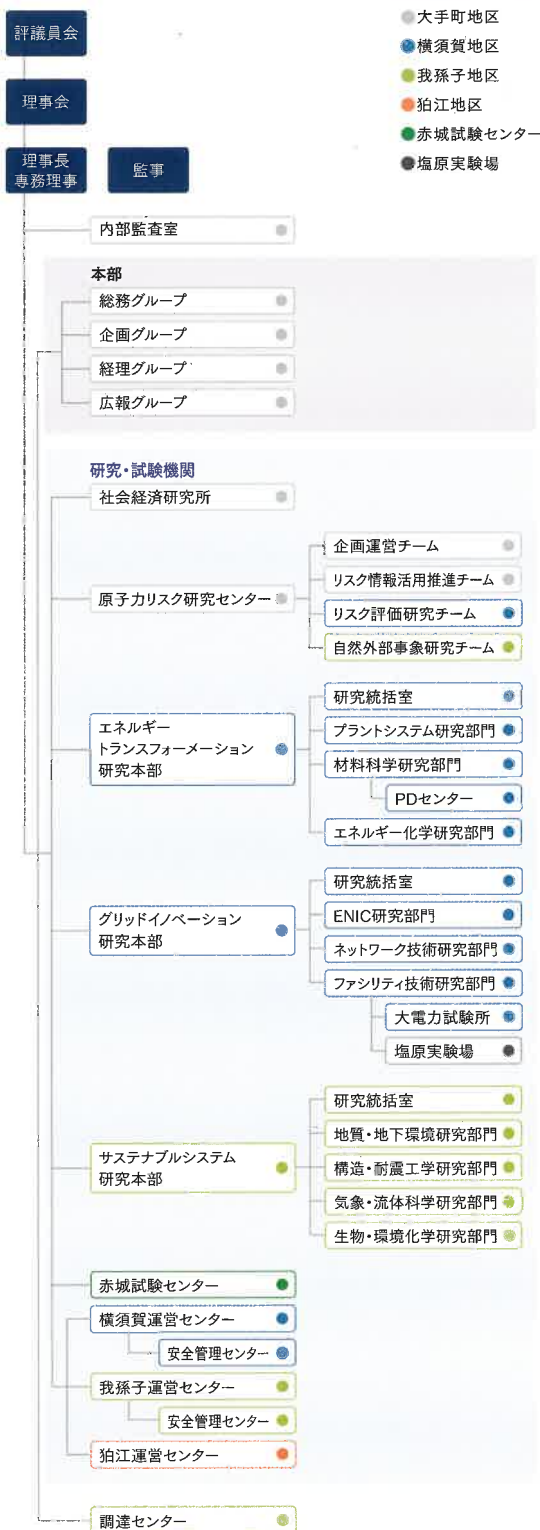 評議員会
理事会
理事長
専務理事
監事
大手町地区
横須賀地区
我孫子地区
狛江地区
赤城試験センター
塩原実験場
内部監査室
本部
総務グループ
企画グループ
経理グループ
広報グループ
研究・試験機関
社会経済研究所
原子力リスク研究センター
企画運営チーム
リスク情報活用推進チーム
リスク評価研究チーム
自然外部事象研究チーム
エネルギー
トランスフォーメーション
研究本部
研究統括室
プラントシステム研究部門
材料科学研究部門
PDセンター
エネルギー化学研究部門
グリッドイノベーション
研究本部
研究統括室
ENIC研究部門
ネットワーク技術研究部門
ファシリティ技術研究部門
大電力試験所
塩原実験場
サステナブルシステム
研究本部
研究統括室
地質・地下環境研究部門
構造・耐震工学研究部門
気象・流体科学研究部門
生物・環境化学研究部門
赤城試験センター
横須賀運営センター
安全管理センター
我孫子運営センター
安全管理センター
狛江運営センター
調達センター